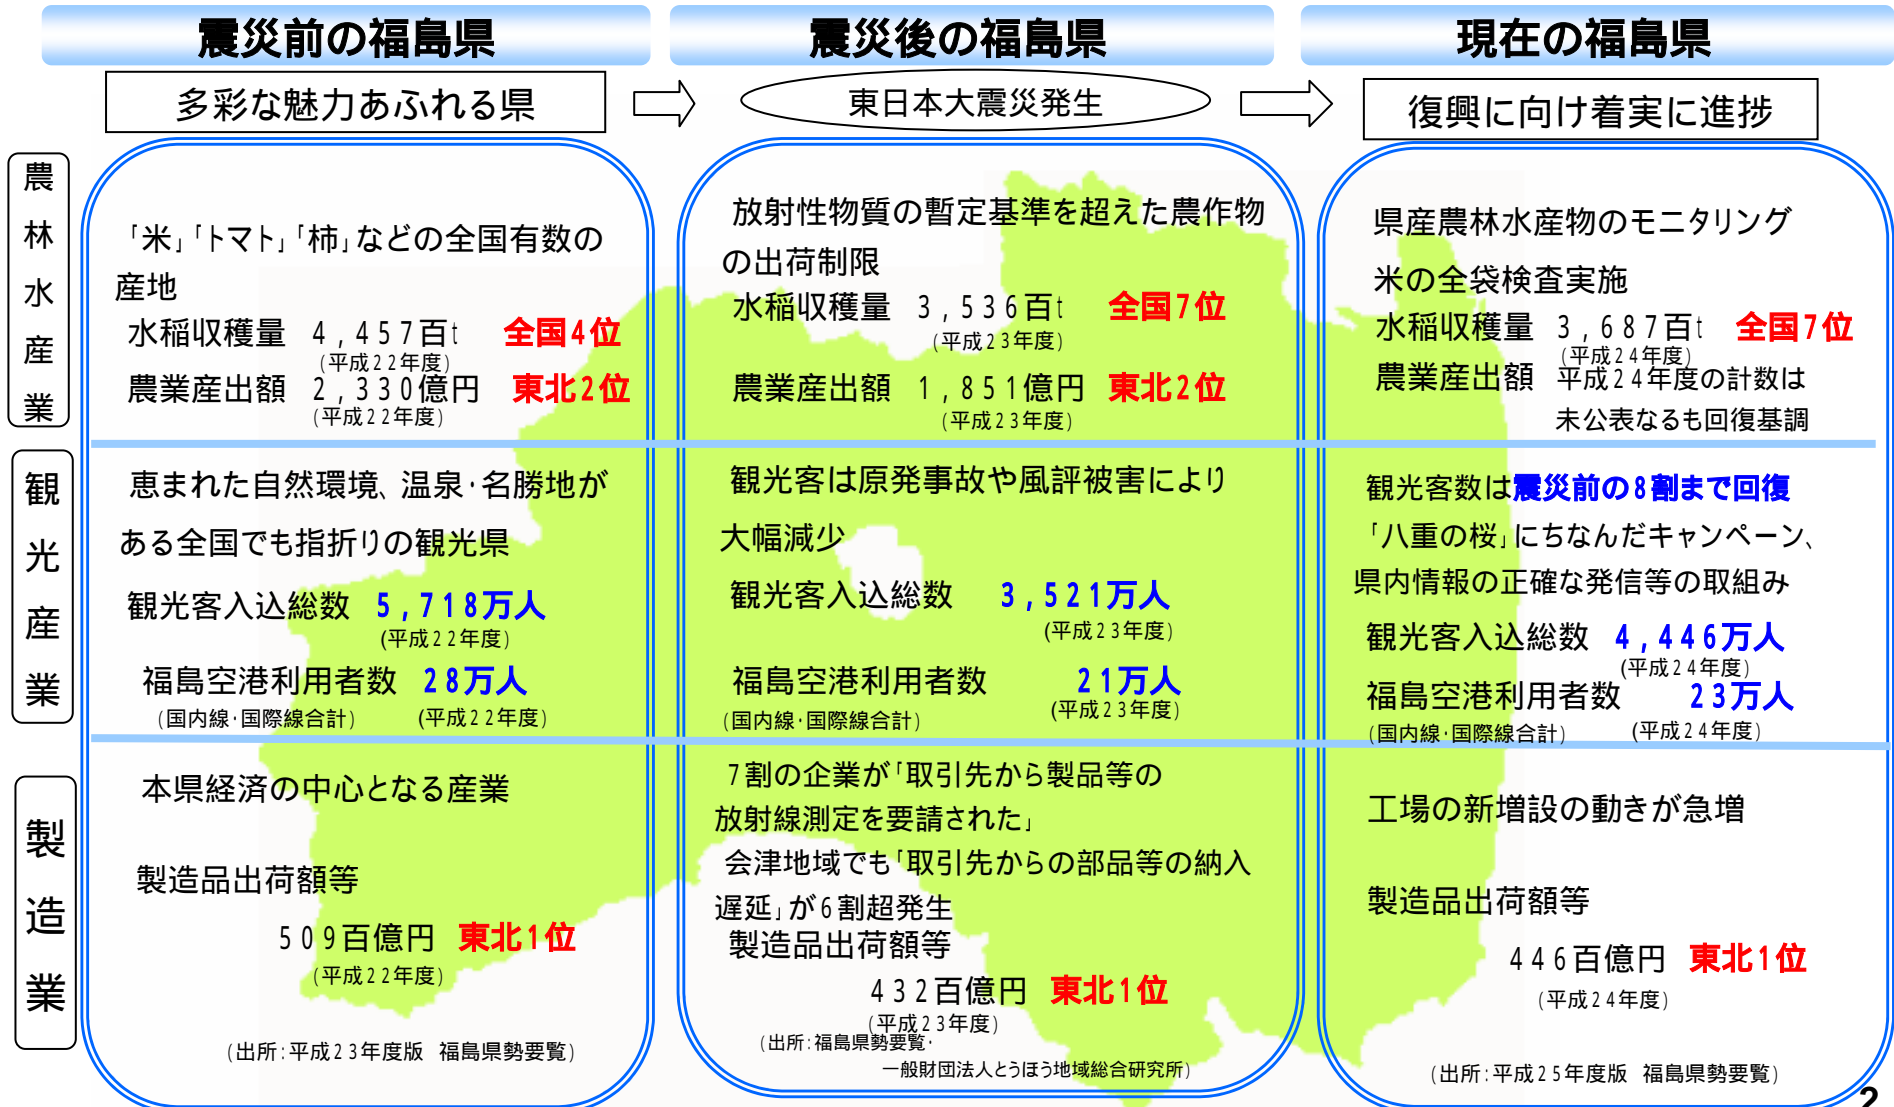 震災前の福島県
震災後の福島県
現在の福島県
多彩な魅力あふれる県
東日本大震災発生
復興に向け着実に進捗
農林水産業
「米」「トマト」「柿」などの全国有数の
産地
水稲収穫量 4,457百t 全国4位
(平成22年度)
農業産出額 2,330億円 東北2位
(平成22年度)
放射性物質の暫定基準を超えた農作物
の出荷制限
水稲収穫量 3,536百t 全国7位
(平成23年度)
農業産出額 1,851億円 東北2位
(平成23年度)
県産農林水産物のモニタリング
米の全袋検査実施
水稲収穫量 3,687百t 全国7位
(平成24年度)
農業産出額 平成24年度の計数は
未公表なるも回復基調
観光産業
恵まれた自然環境、温泉・名勝地が
ある全国でも指折りの観光県
観光客入込総数 5,718万人
(平成22年度)
福島空港利用者数 28万人
(国内線・国際線合計) (平成22年度)
観光客は原発事故や風評被害により
大幅減少
観光客入込総数 3,521万人
(平成23年度)
福島空港利用者数 21万人
(国内線・国際線合計) (平成23年度)
観光客数は震災前の8割まで回復
「八重の桜」にちなんだキャンペーン、
県内情報の正確な発信等の取組み
観光客入込総数 4,446万人
(平成24年度)
福島空港利用者数 23万人
(国内線・国際線合計) (平成24年度)
製造業
本県経済の中心となる産業
製造品出荷額等
509百億円 東北1位
(平成22年度)
(出所:平成23年度版 福島県勢要覧)
7割の企業が「取引先から製品等の
放射線測定を要請された」
会津地域でも「取引先からの部品等の納入
遅延」が6割超発生
製造品出荷額等
432百億円 東北1位
(平成23年度)
(出所:福島県勢要覧・
一般財団法人とうほう地域総合研究所)
工場の新増設の動きが急増
製造品出荷額等
446百億円 東北1位
(平成24年度)
(出所:平成25年度版 福島県勢要覧)
2